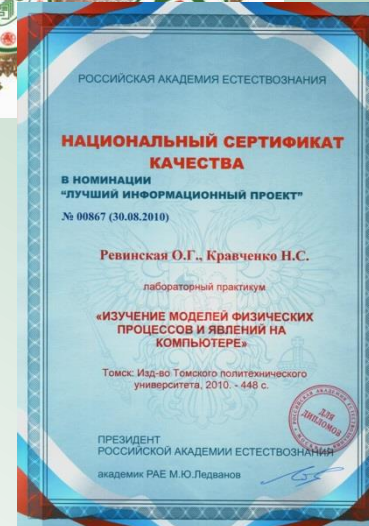 РОССИЙСКАЯ АКАДЕМИЯ ЕСТЕСТВОЗНАНИЯ
НАЦИОНАЛЬНЫЙ СЕРТИФИКАТ
КАЧЕСТВА
В НОМИНАЦИИ
"ЛУЧШИЙ ИНФОРМАЦИОННЫЙ ПРОЕКТ"
№ 00867 (30.08.2010)
Ревинская О.Г., Кравченко Н.С.
лабораторный практикум
«ИЗУЧЕНИЕ МОДЕЛЕЙ ФИЗИЧЕСКИХ
ПРОЦЕССОВ И ЯВЛЕНИЙ НА
КОМПЬЮТЕРЕ»
Томск: Изд-во Томского политехнического
университета, 2010. - 448 с.
для
дипломов
ПРЕЗИДЕНТ
РОССИЙСКОЙ АКАДЕМИИ ЕСТЕСТВОЗНАНИЯ
академик РАЕ М.Ю.Ледванов